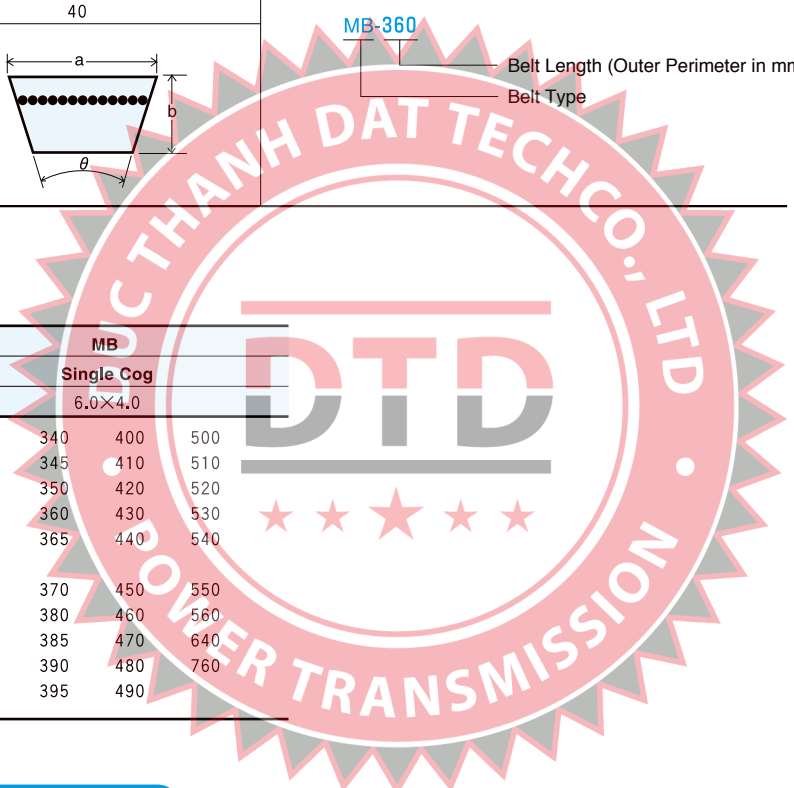 40
MB-360
Belt Length (Outer Perimeter in mm
Belt Type
a
b
θ
MB
Single Cog
6.0×4.0
340 400 500
345 410 510
350 420 520
360 430 530
365 440 540
370 450 550
380 460 560
385 470 640
390 480 760
395 490
DUC THANH DAT TECHCO., LTD
DTD
POWER TRANSMISSION